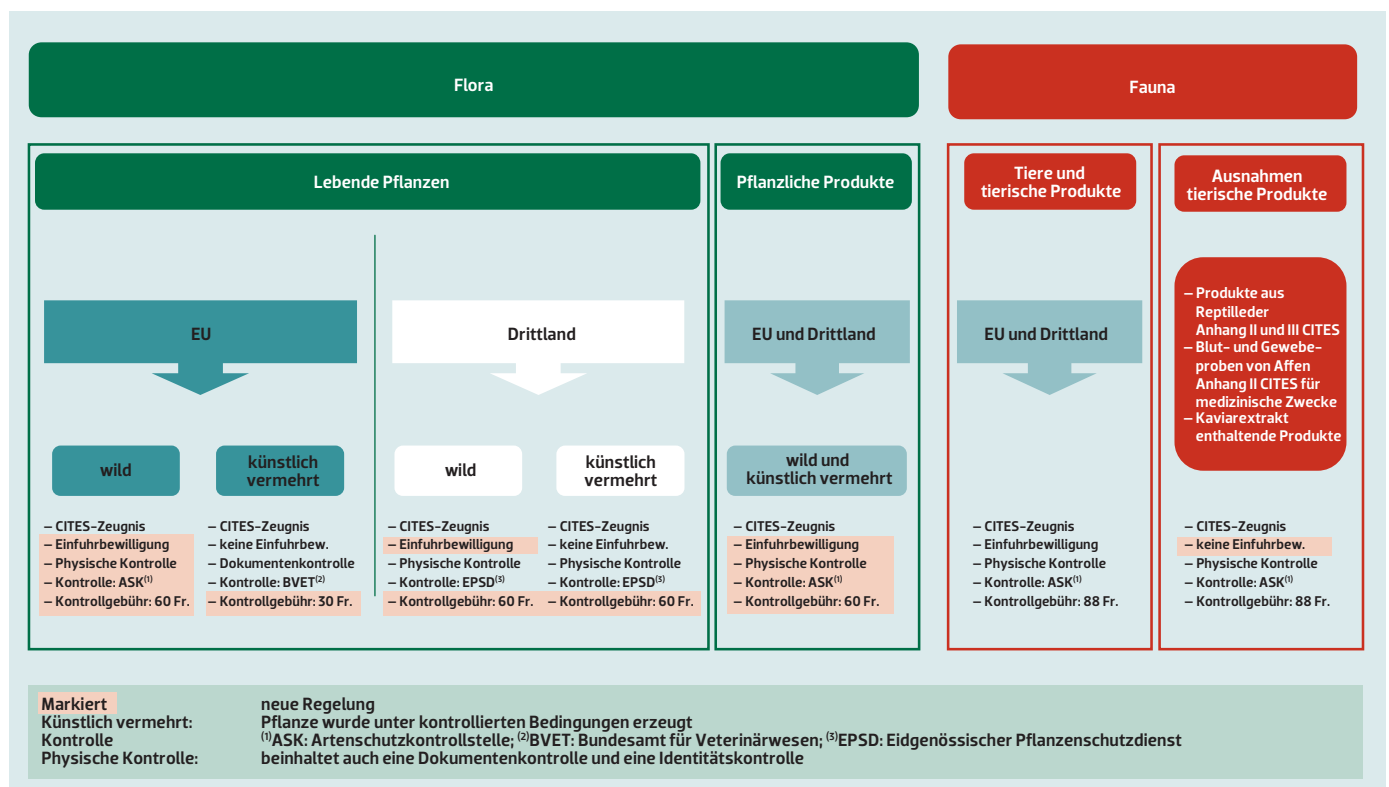 Flora
Fauna
Lebende Pflanzen
Pflanzliche Produkte
Tiere und
tierische Produkte
Ausnahmen
tierische Produkte
EU
Drittland
EU und Drittland
EU und Drittland
– Produkte aus
Reptilleder
Anhang II und III CITES
– Blut- und Gewebe-
proben von Affen
Anhang II CITES für
medizinische Zwecke
– Kaviarextrakt
enthaltende Produkte
wild
künstlich
vermehrt
wild
künstlich
vermehrt
wild und
künstlich vermehrt
– CITES-Zeugnis
– Einfuhrbewilligung
– Physische Kontrolle
– Kontrolle: ASK(1)
– Kontrollgebühr: 60 Fr.
– CITES-Zeugnis
– keine Einfuhrbew.
– Dokumentenkontrolle
– Kontrolle: BVET(2)
– Kontrollgebühr: 30 Fr.
– CITES-Zeugnis
– Einfuhrbewilligung
– Physische Kontrolle
– Kontrolle: EPSD(3)
– Kontrollgebühr: 60 Fr.
– CITES-Zeugnis
– keine Einfuhrbew.
– Physische Kontrolle
– Kontrolle: EPSD(3)
– Kontrollgebühr: 60 Fr.
– CITES-Zeugnis
– Einfuhrbewilligung
– Physische Kontrolle
– Kontrolle: ASK(1)
– Kontrollgebühr: 60 Fr.
– CITES-Zeugnis
– Einfuhrbewilligung
– Physische Kontrolle
– Kontrolle: ASK(1)
– Kontrollgebühr: 88 Fr.
– CITES-Zeugnis
– keine Einfuhrbew.
– Physische Kontrolle
– Kontrolle: ASK(1)
– Kontrollgebühr: 88 Fr.
Markiert neue Regelung
Künstlich vermehrt: Pflanze wurde unter kontrollierten Bedingungen erzeugt
Kontrolle (1)ASK: Artenschutzkontrollstelle; (2)BVET: Bundesamt für Veterinärwesen; (3)EPSD: Eidgenössischer Pflanzenschutzdienst
Physische Kontrolle: beinhaltet auch eine Dokumentenkontrolle und eine Identitätskontrolle